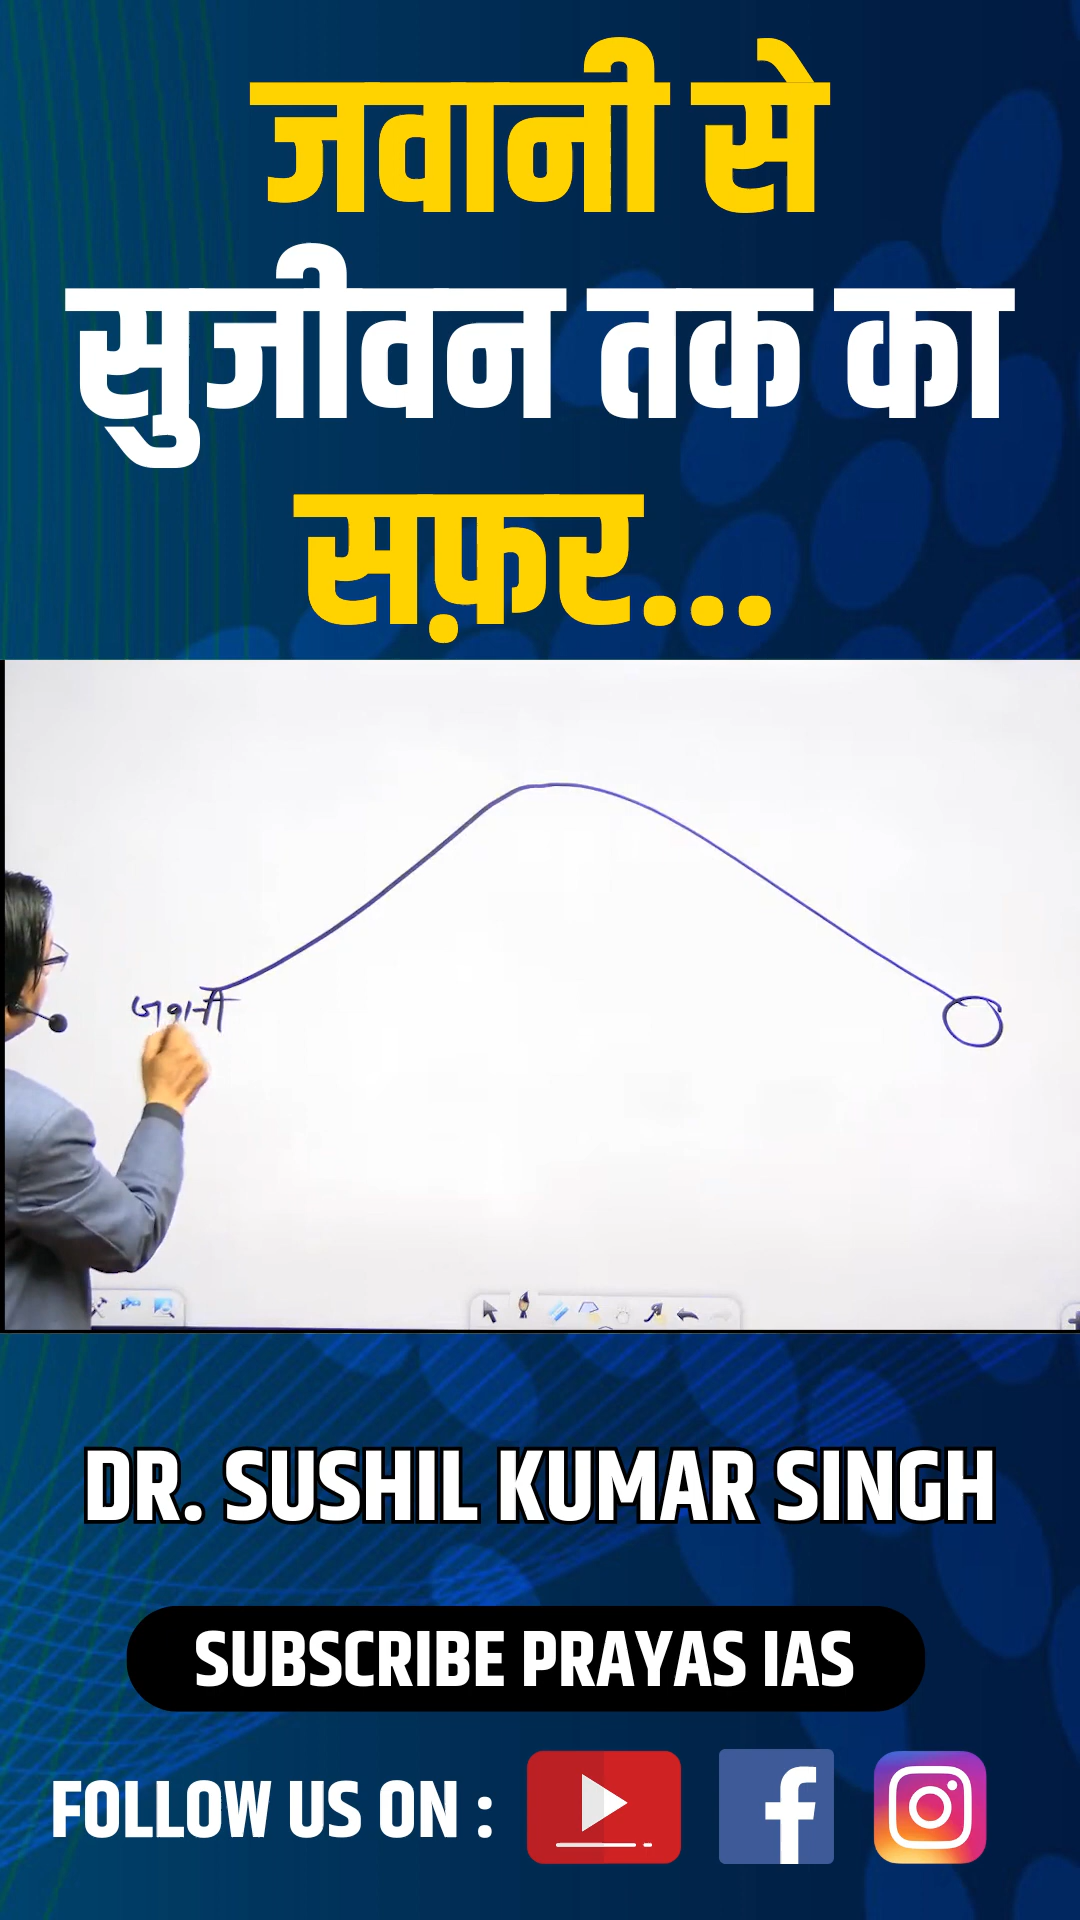 जवानी से
सुजीवन तक का
सफ़र...
जवानी
DR. SUSHIL KUMAR SINGH
SUBSCRIBE PRAYAS IAS
FOLLOW US ON :